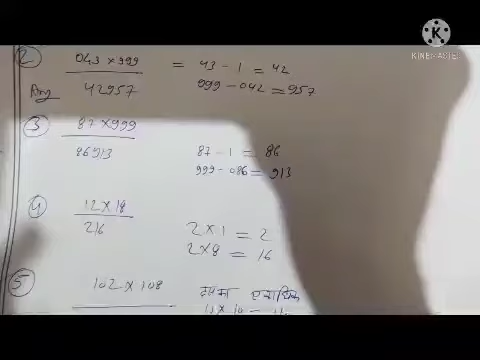 KINEMASTER
2 043 × 999 = 43 - 1 = 42
Ans 42957 999 - 042 = 957
3 87 × 999
86913 87 - 1 = 86
999 - 086 = 913
4 12 × 18
216 2 × 1 = 2
2 × 8 = 16
5 102 × 108